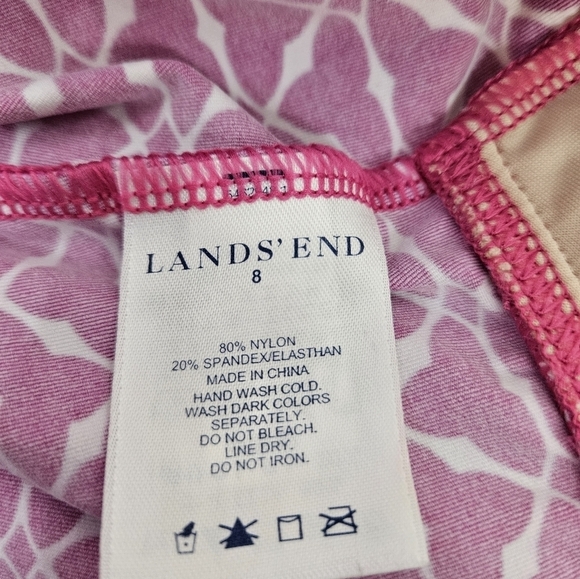 LANDS' END
8
80% NYLON
20% SPANDEX/ELASTHAN
MADE IN CHINA
HAND WASH COLD.
WASH DARK COLORS
SEPARATELY.
DO NOT BLEACH.
LINE DRY.
DO NOT IRON.